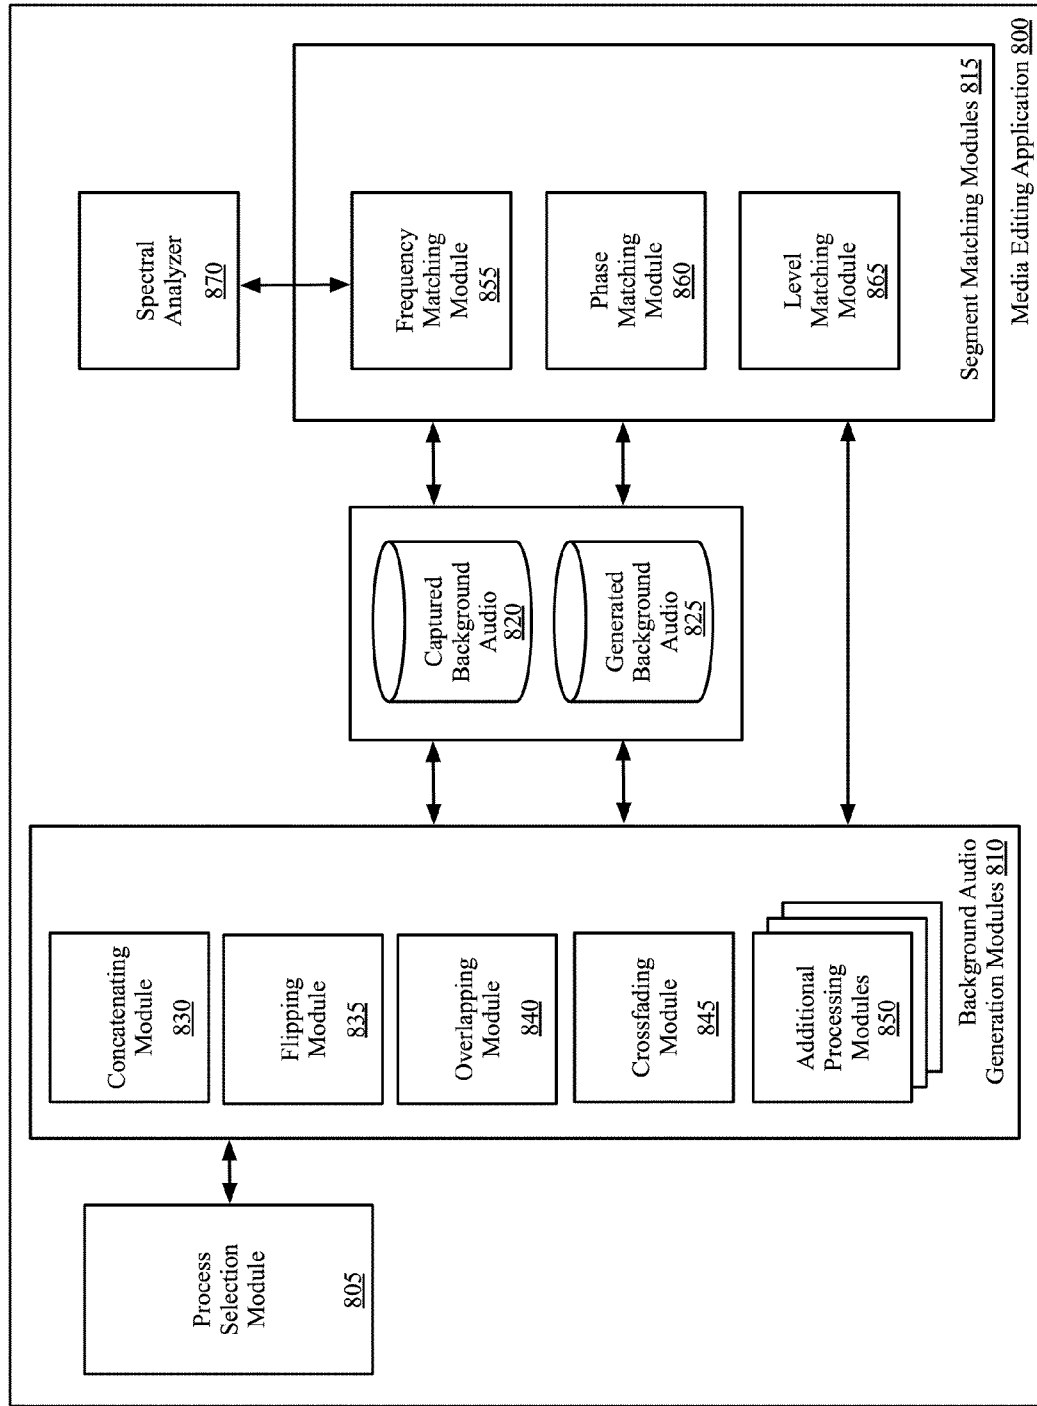 Process
Selection
Module
805
Concatenating
Module
830
Flipping
Module
835
Overlapping
Module
840
Crossfading
Module
845
Additional
Processing
Modules
850
Background Audio
Generation Modules 810
Captured
Background
Audio
820
Generated
Background
Audio
825
Spectral
Analyzer
870
Frequency
Matching
Module
855
Phase
Matching
Module
860
Level
Matching
Module
865
Segment Matching Modules 815
Media Editing Application 800